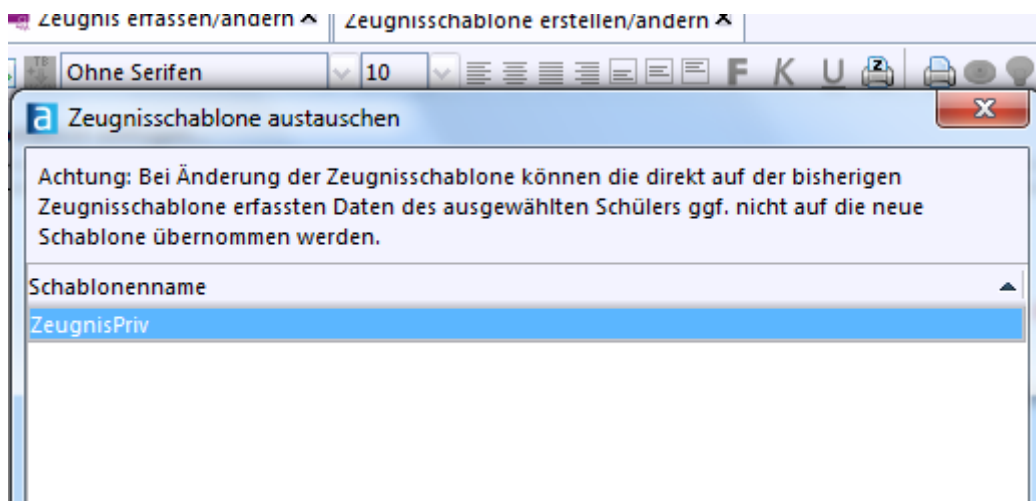 Zeugnis erfassen/ändern x Zeugnisschablone erstellen/ändern x
TB Ohne Serifen 10 F K U Z
a Zeugnisschablone austauschen x
Achtung: Bei Änderung der Zeugnisschablone können die direkt auf der bisherigen
Zeugnisschablone erfassten Daten des ausgewählten Schülers ggf. nicht auf die neue
Schablone übernommen werden.
Schablonenname
ZeugnisPriv